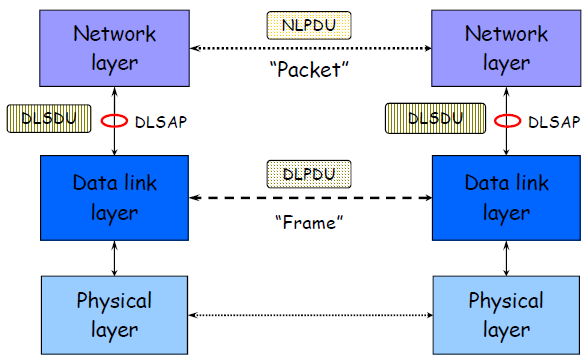 Network
layer
NLPDU
"Packet"
Network
layer
DLSDU
DLSAP
DLSDU
DLSAP
Data link
layer
DLPDU
"Frame"
Data link
layer
Physical
layer
Physical
layer